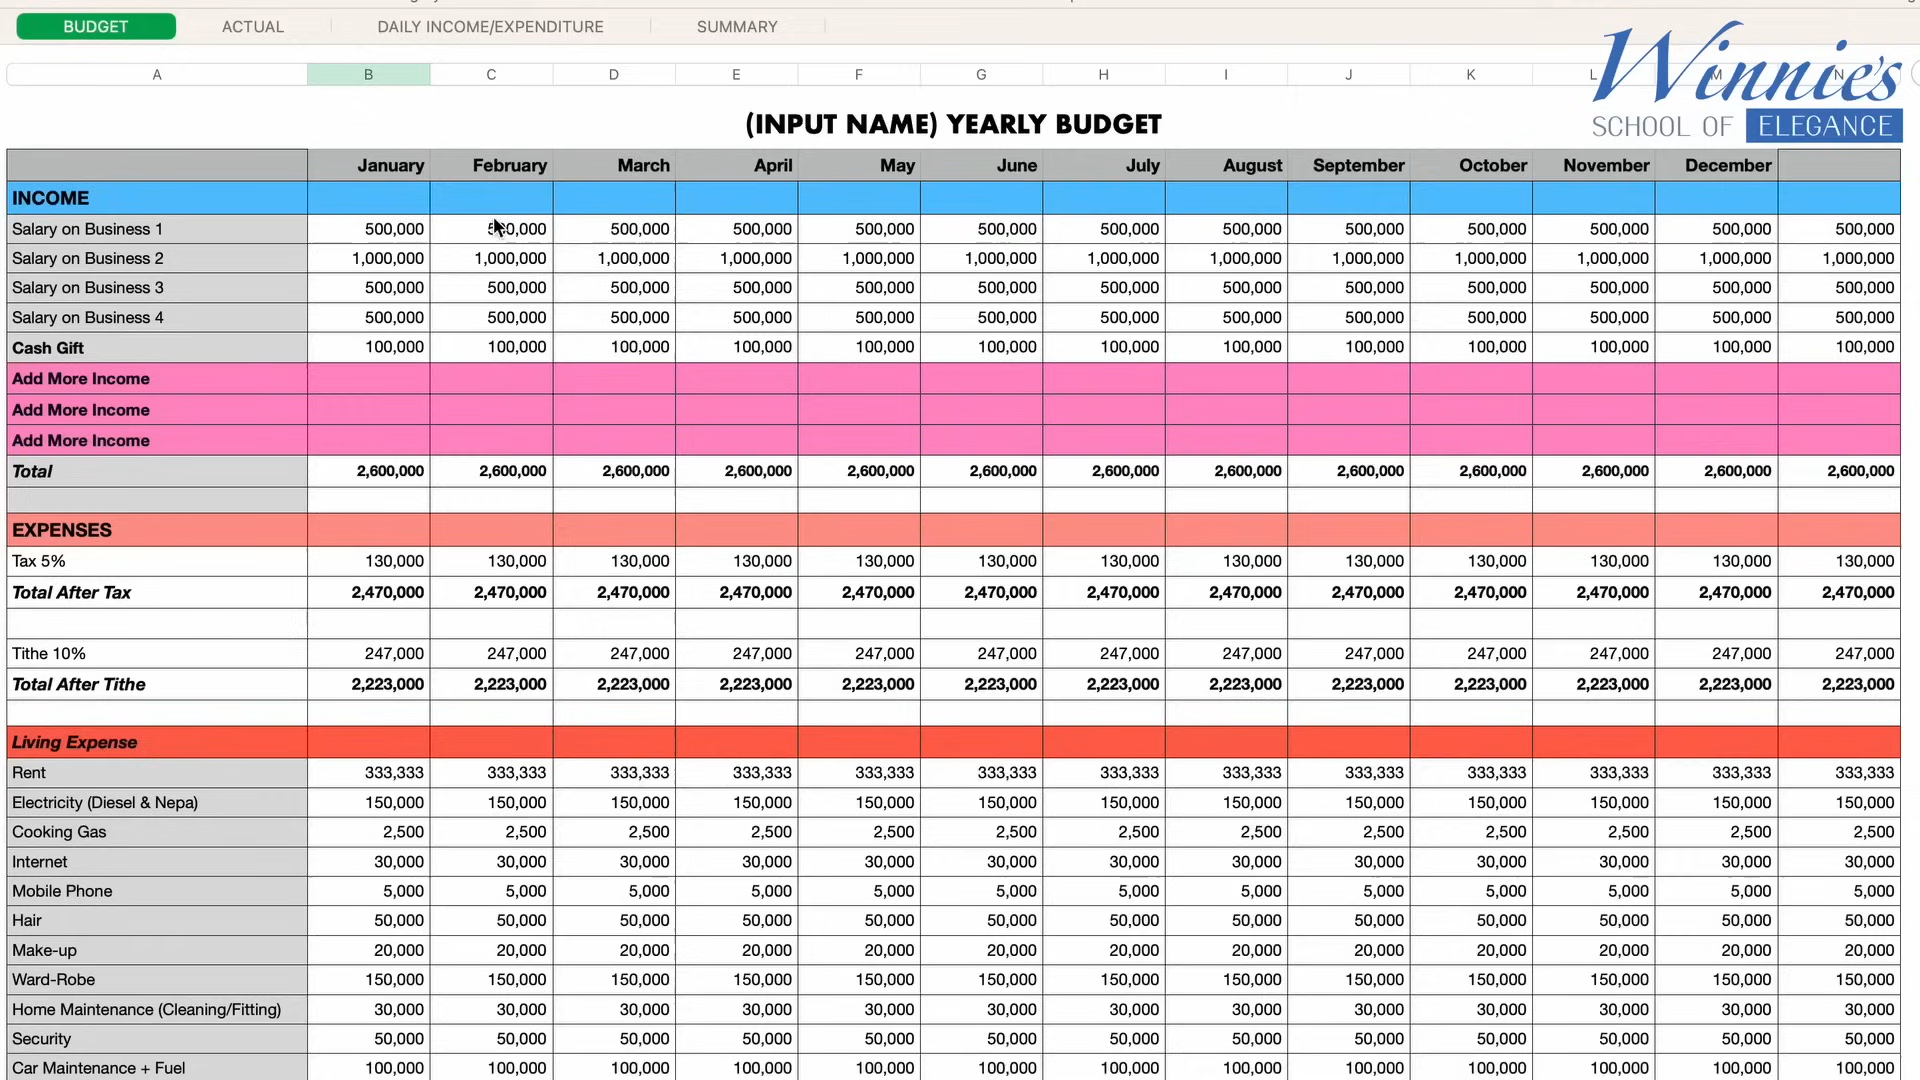 BUDGET ACTUAL DAILY INCOME/EXPENDITURE SUMMARY
Winnie's
SCHOOL OF ELEGANCE
A B C D E F G H I J K L M N
(INPUT NAME) YEARLY BUDGET
January February March April May June July August September October November December
INCOME
Salary on Business 1 500,000 500,000 500,000 500,000 500,000 500,000 500,000 500,000 500,000 500,000 500,000 500,000 500,000
Salary on Business 2 1,000,000 1,000,000 1,000,000 1,000,000 1,000,000 1,000,000 1,000,000 1,000,000 1,000,000 1,000,000 1,000,000 1,000,000 1,000,000
Salary on Business 3 500,000 500,000 500,000 500,000 500,000 500,000 500,000 500,000 500,000 500,000 500,000 500,000 500,000
Salary on Business 4 500,000 500,000 500,000 500,000 500,000 500,000 500,000 500,000 500,000 500,000 500,000 500,000 500,000
Cash Gift 100,000 100,000 100,000 100,000 100,000 100,000 100,000 100,000 100,000 100,000 100,000 100,000 100,000
Add More Income
Add More Income
Add More Income
Total 2,600,000 2,600,000 2,600,000 2,600,000 2,600,000 2,600,000 2,600,000 2,600,000 2,600,000 2,600,000 2,600,000 2,600,000 2,600,000
EXPENSES
Tax 5% 130,000 130,000 130,000 130,000 130,000 130,000 130,000 130,000 130,000 130,000 130,000 130,000 130,000
Total After Tax 2,470,000 2,470,000 2,470,000 2,470,000 2,470,000 2,470,000 2,470,000 2,470,000 2,470,000 2,470,000 2,470,000 2,470,000 2,470,000
Tithe 10% 247,000 247,000 247,000 247,000 247,000 247,000 247,000 247,000 247,000 247,000 247,000 247,000 247,000
Total After Tithe 2,223,000 2,223,000 2,223,000 2,223,000 2,223,000 2,223,000 2,223,000 2,223,000 2,223,000 2,223,000 2,223,000 2,223,000 2,223,000
Living Expense
Rent 333,333 333,333 333,333 333,333 333,333 333,333 333,333 333,333 333,333 333,333 333,333 333,333 333,333
Electricity (Diesel & Nepa) 150,000 150,000 150,000 150,000 150,000 150,000 150,000 150,000 150,000 150,000 150,000 150,000 150,000
Cooking Gas 2,500 2,500 2,500 2,500 2,500 2,500 2,500 2,500 2,500 2,500 2,500 2,500 2,500
Internet 30,000 30,000 30,000 30,000 30,000 30,000 30,000 30,000 30,000 30,000 30,000 30,000 30,000
Mobile Phone 5,000 5,000 5,000 5,000 5,000 5,000 5,000 5,000 5,000 5,000 5,000 5,000 5,000
Hair 50,000 50,000 50,000 50,000 50,000 50,000 50,000 50,000 50,000 50,000 50,000 50,000 50,000
Make-up 20,000 20,000 20,000 20,000 20,000 20,000 20,000 20,000 20,000 20,000 20,000 20,000 20,000
Ward-Robe 150,000 150,000 150,000 150,000 150,000 150,000 150,000 150,000 150,000 150,000 150,000 150,000 150,000
Home Maintenance (Cleaning/Fitting) 30,000 30,000 30,000 30,000 30,000 30,000 30,000 30,000 30,000 30,000 30,000 30,000 30,000
Security 50,000 50,000 50,000 50,000 50,000 50,000 50,000 50,000 50,000 50,000 50,000 50,000 50,000
Car Maintenance + Fuel 100,000 100,000 100,000 100,000 100,000 100,000 100,000 100,000 100,000 100,000 100,000 100,000 100,000